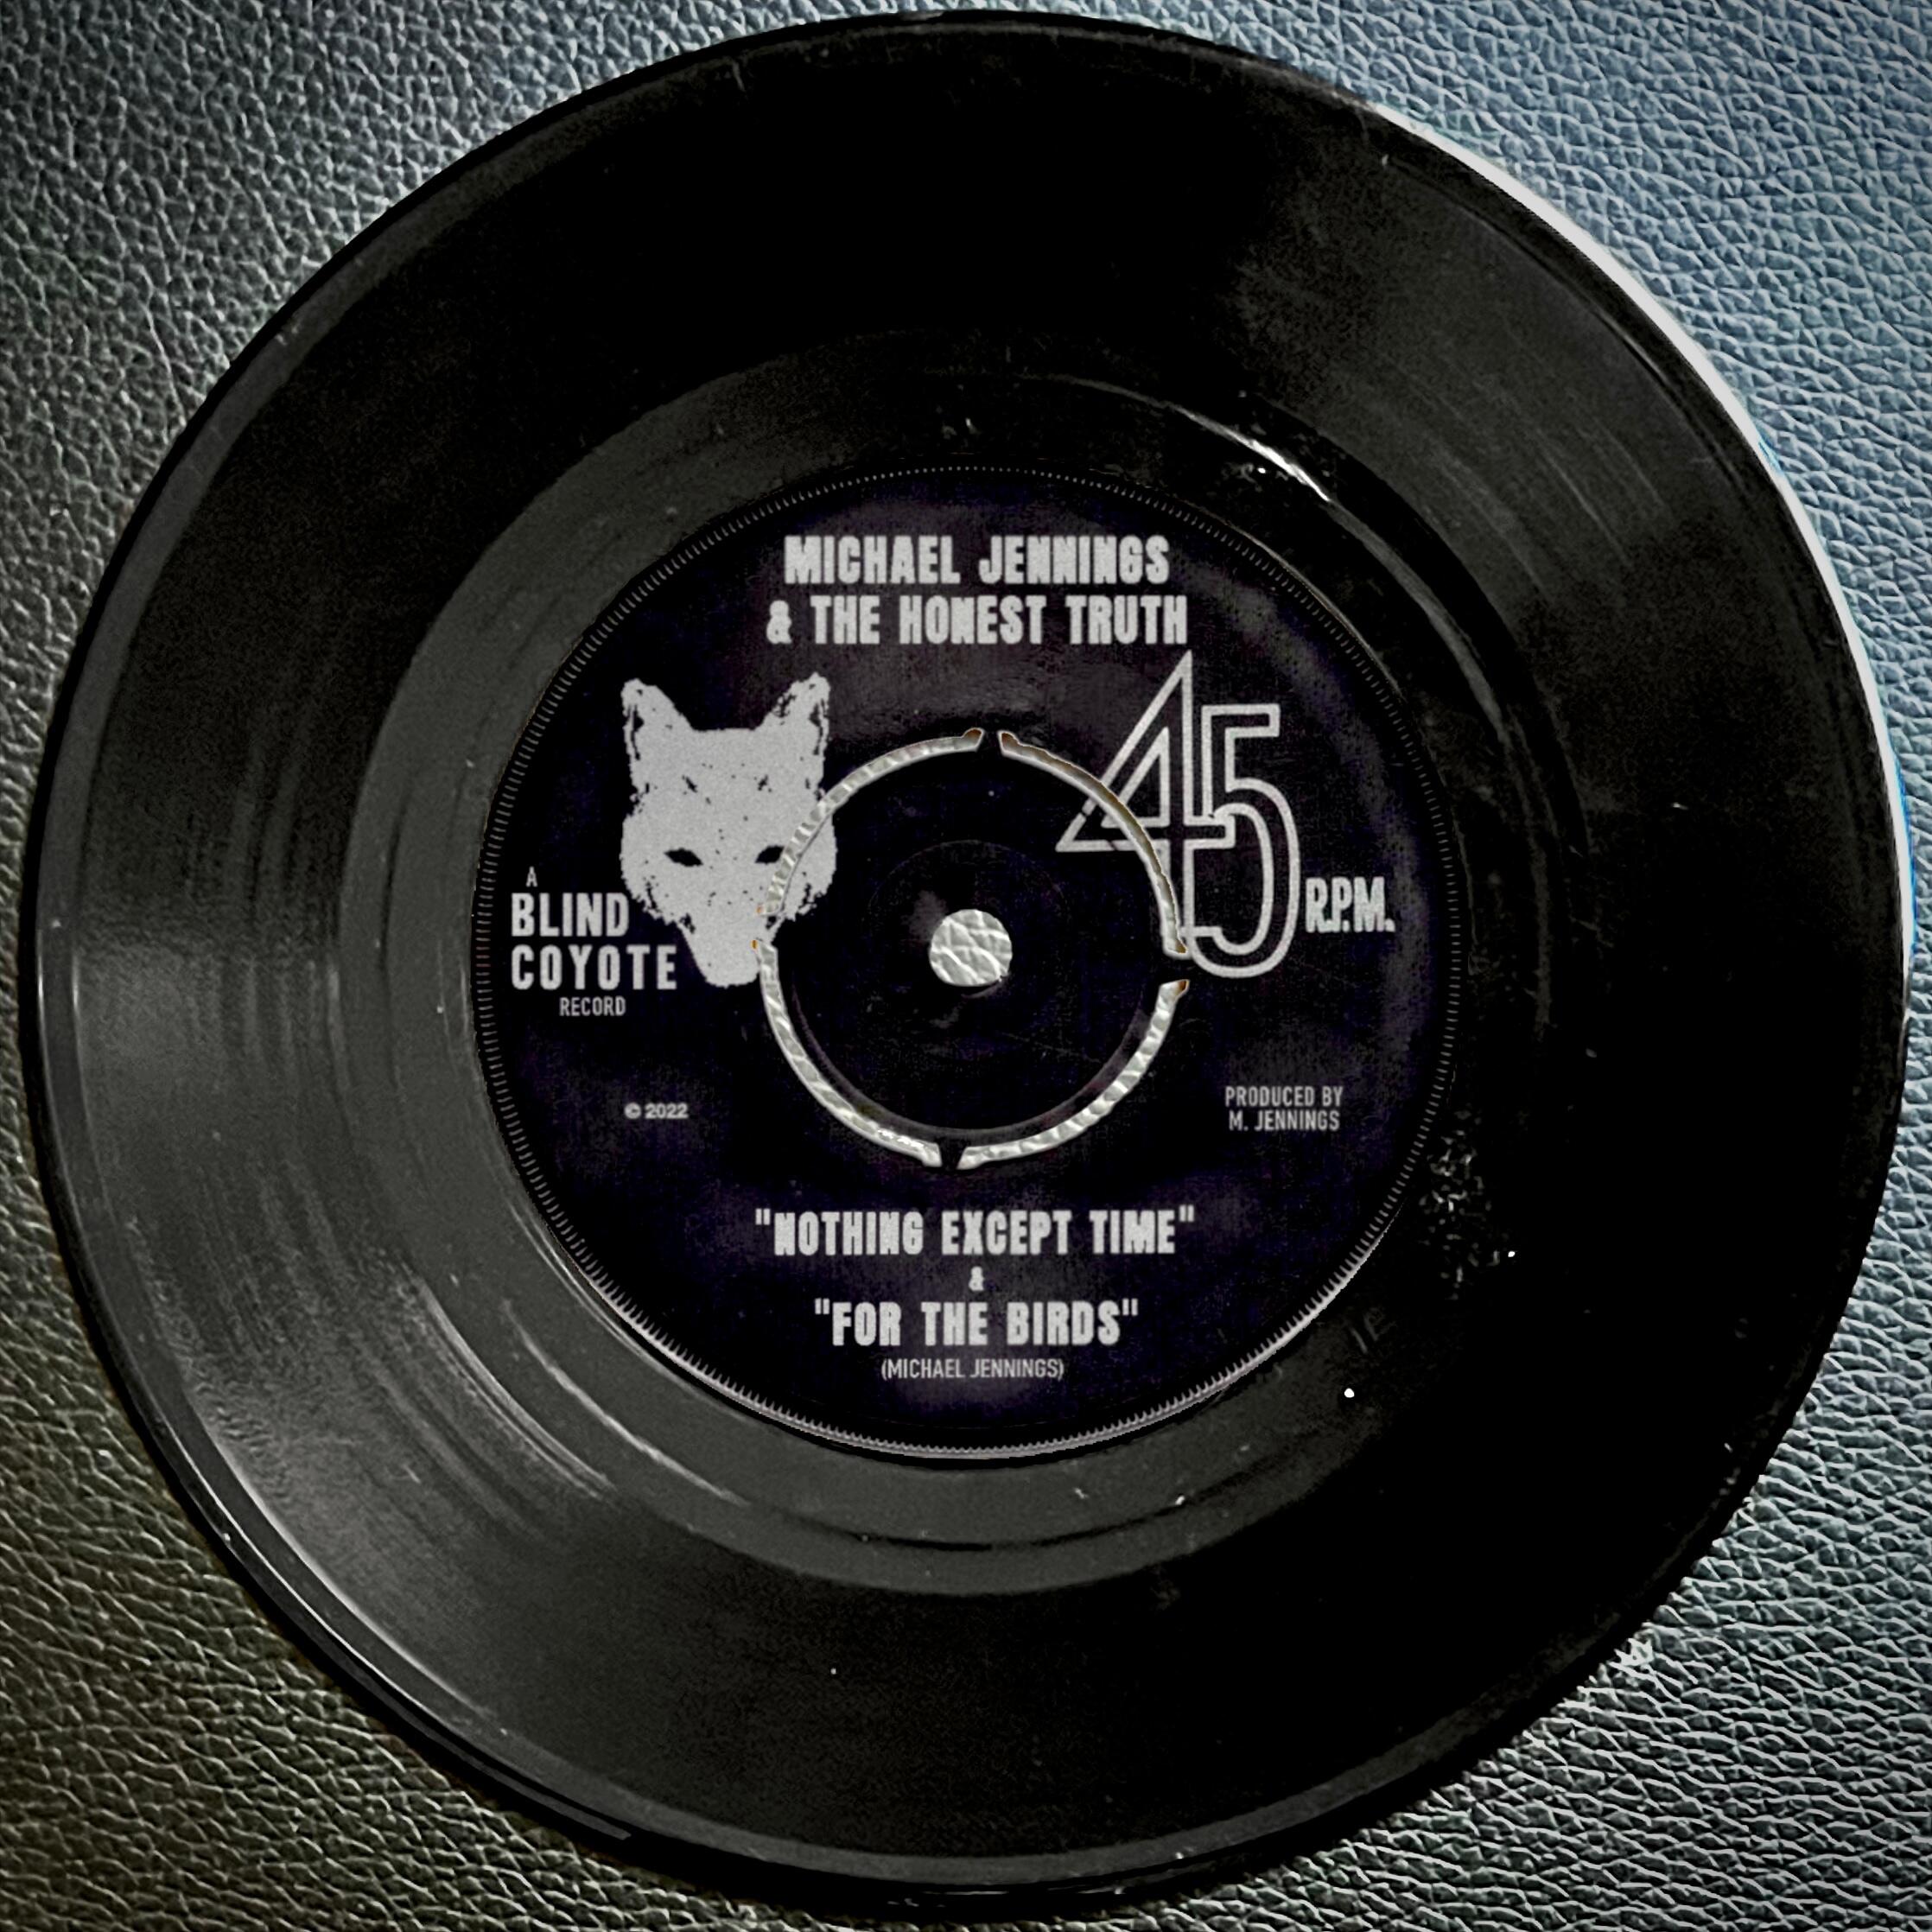 MICHAEL JENNINGS
& THE HONEST TRUTH
45
R.P.M.
A
BLIND
COYOTE
RECORD
© 2022
PRODUCED BY
M. JENNINGS
"NOTHING EXCEPT TIME"
&
"FOR THE BIRDS"
(MICHAEL JENNINGS)